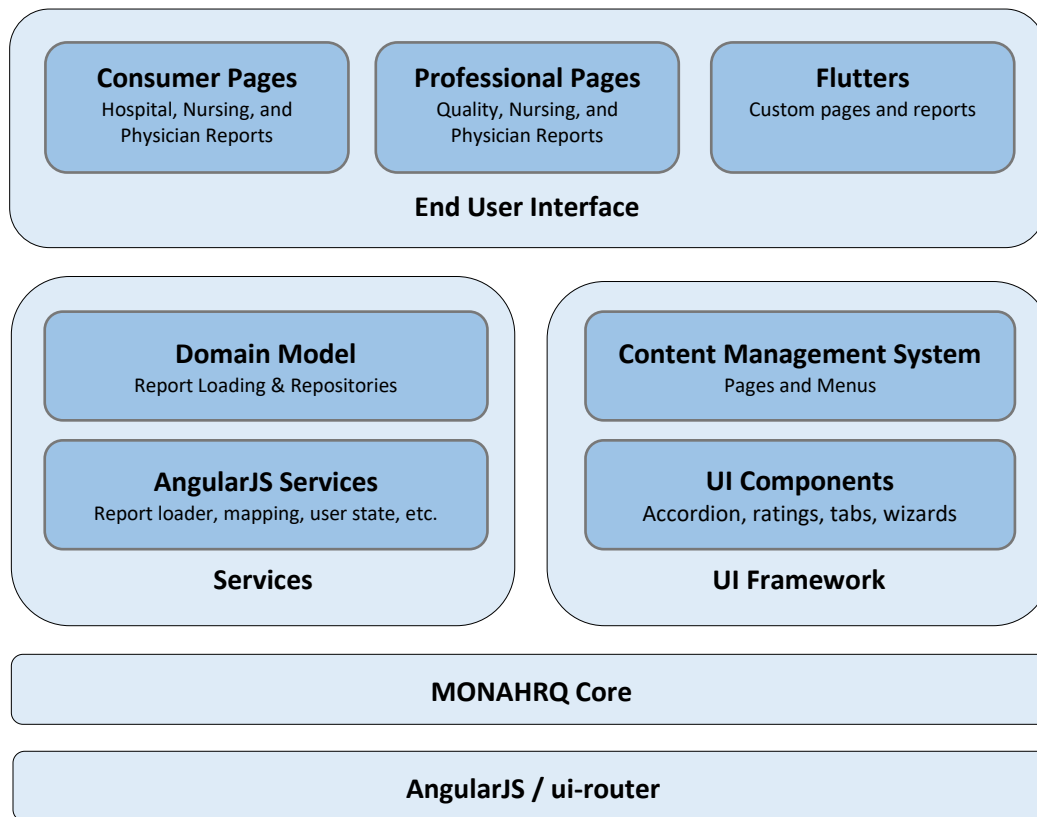 Consumer Pages
Hospital, Nursing, and
Physician Reports
Professional Pages
Quality, Nursing, and
Physician Reports
Flutters
Custom pages and reports
End User Interface
Domain Model
Report Loading & Repositories
AngularJS Services
Report loader, mapping, user state, etc.
Services
Content Management System
Pages and Menus
UI Components
Accordion, ratings, tabs, wizards
UI Framework
MONAHRQ Core
AngularJS / ui-router